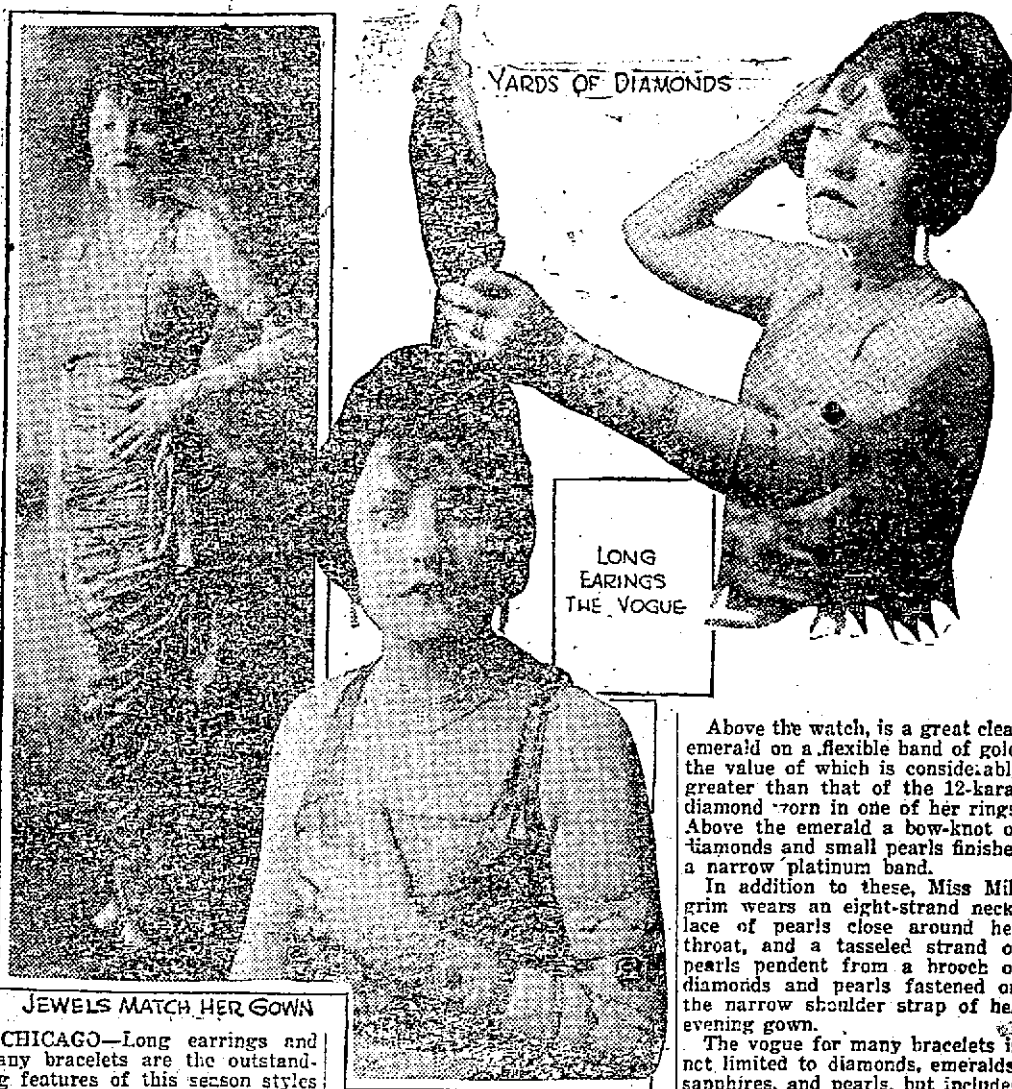 YARDS OF DIAMONDS
LONG
EARINGS
THE VOGUE
JEWELS MATCH HER GOWN
CHICAGO—Long earrings and
any bracelets are the outstand-
g features of this season styles
Above the watch, is a great clea
emerald on a flexible band of gold
the value of which is considerabl
greater than that of the 12-kara
diamond worn in one of her rings
Above the emerald a bow-knot o
diamonds and small pearls finishe
a narrow platinum band.
In addition to these, Miss Mil
grim wears an eight-strand neck
lace of pearls close around he
throat, and a tasseled strand o
pearls pendent from a brooch o
diamonds and pearls fastened on
the narrow shoulder strap of he
evening gown.
The vogue for many bracelets i
not limited to diamonds, emeralds
sapphires, and pearls, but include